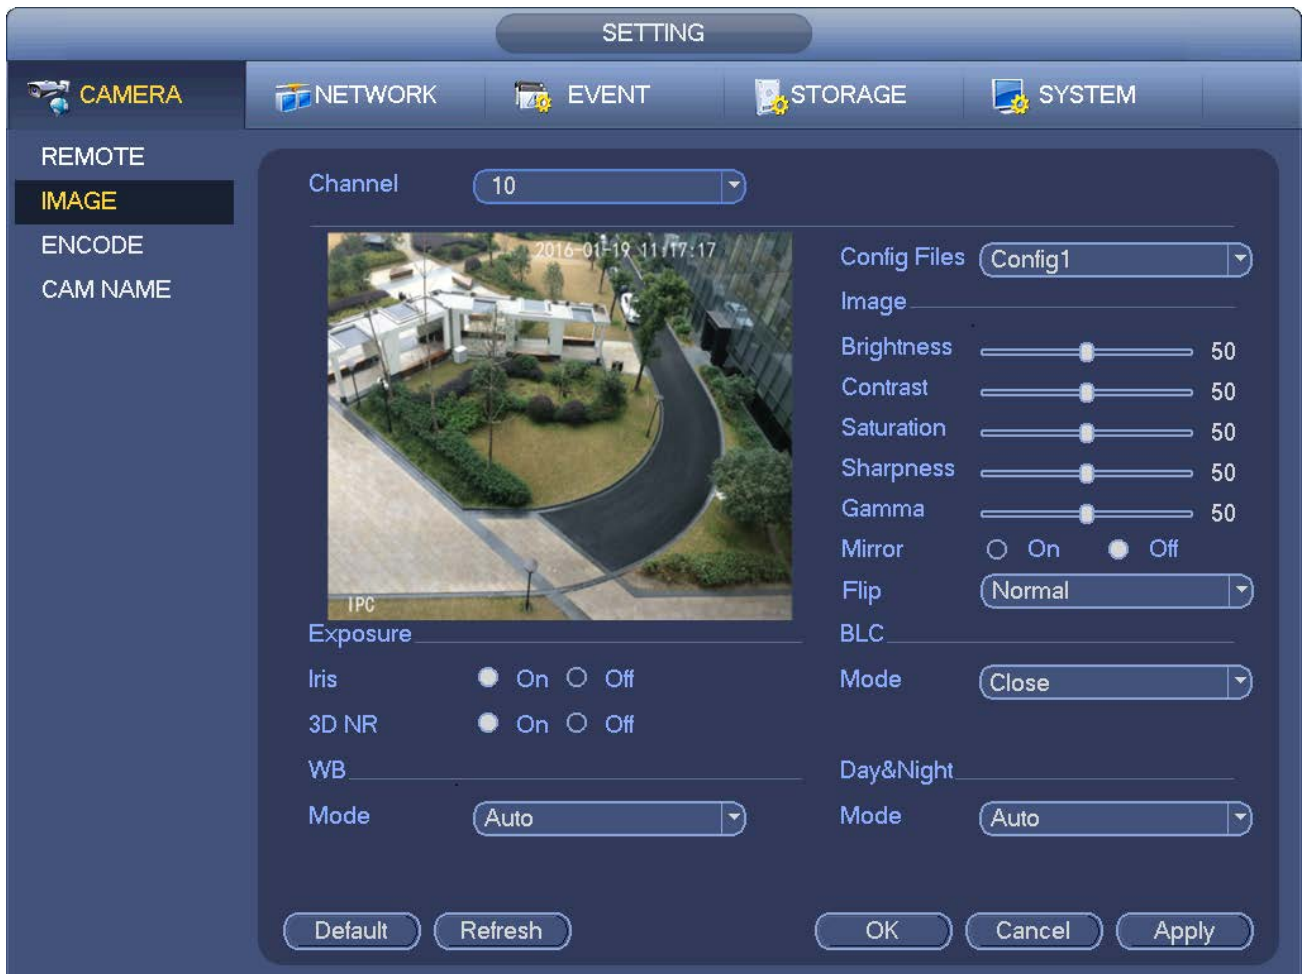 SETTING
CAMERA NETWORK EVENT STORAGE SYSTEM
REMOTE
IMAGE
ENCODE
CAM NAME
Channel 10
2016-01-19 11:17:17
IPC
Config Files Config1
Image
Brightness 50
Contrast 50
Saturation 50
Sharpness 50
Gamma 50
Mirror On Off
Flip Normal
Exposure
Iris On Off
3D NR On Off
BLC
Mode Close
WB
Mode Auto
Day&Night
Mode Auto
Default Refresh OK Cancel Apply